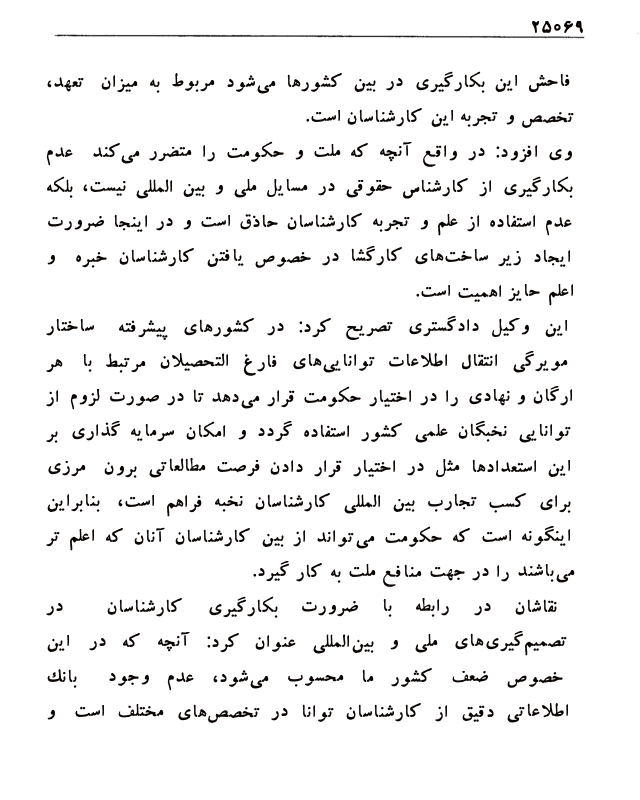 ۲۵۰۶۹
فاحش این بکارگیری در بین کشورها می‌شود مربوط به میزان تعهد،
تخصص و تجربه این کارشناسان است.
وی افزود: در واقع آنچه که ملت و حکومت را متضرر می‌کند عدم
بکارگیری از کارشناس حقوقی در مسایل ملی و بین المللی نیست، بلکه
عدم استفاده از علم و تجربه کارشناسان حاذق است و در اینجا ضرورت
ایجاد زیر ساخت‌های کارگشا در خصوص یافتن کارشناسان خبره و
اعلم حایز اهمیت است.
این وکیل دادگستری تصریح کرد: در کشورهای پیشرفته ساختار
مویرگی انتقال اطلاعات توانایی‌های فارغ التحصیلان مرتبط با هر
ارگان و نهادی را در اختیار حکومت قرار می‌دهد تا در صورت لزوم از
توانایی نخبگان علمی کشور استفاده گردد و امکان سرمایه گذاری بر
این استعدادها مثل در اختیار قرار دادن فرصت مطالعاتی برون مرزی
برای کسب تجارب بین المللی کارشناسان نخبه فراهم است، بنابراین
اینگونه است که حکومت می‌تواند از بین کارشناسان آنان که اعلم تر
می‌باشند را در جهت منافع ملت به کار گیرد.
نقاشان در رابطه با ضرورت بکارگیری کارشناسان در
تصمیم‌گیری‌های ملی و بین‌المللی عنوان کرد: آنچه که در این
خصوص ضعف کشور ما محسوب می‌شود، عدم وجود بانك
اطلاعاتی دقیق از کارشناسان توانا در تخصص‌های مختلف است و